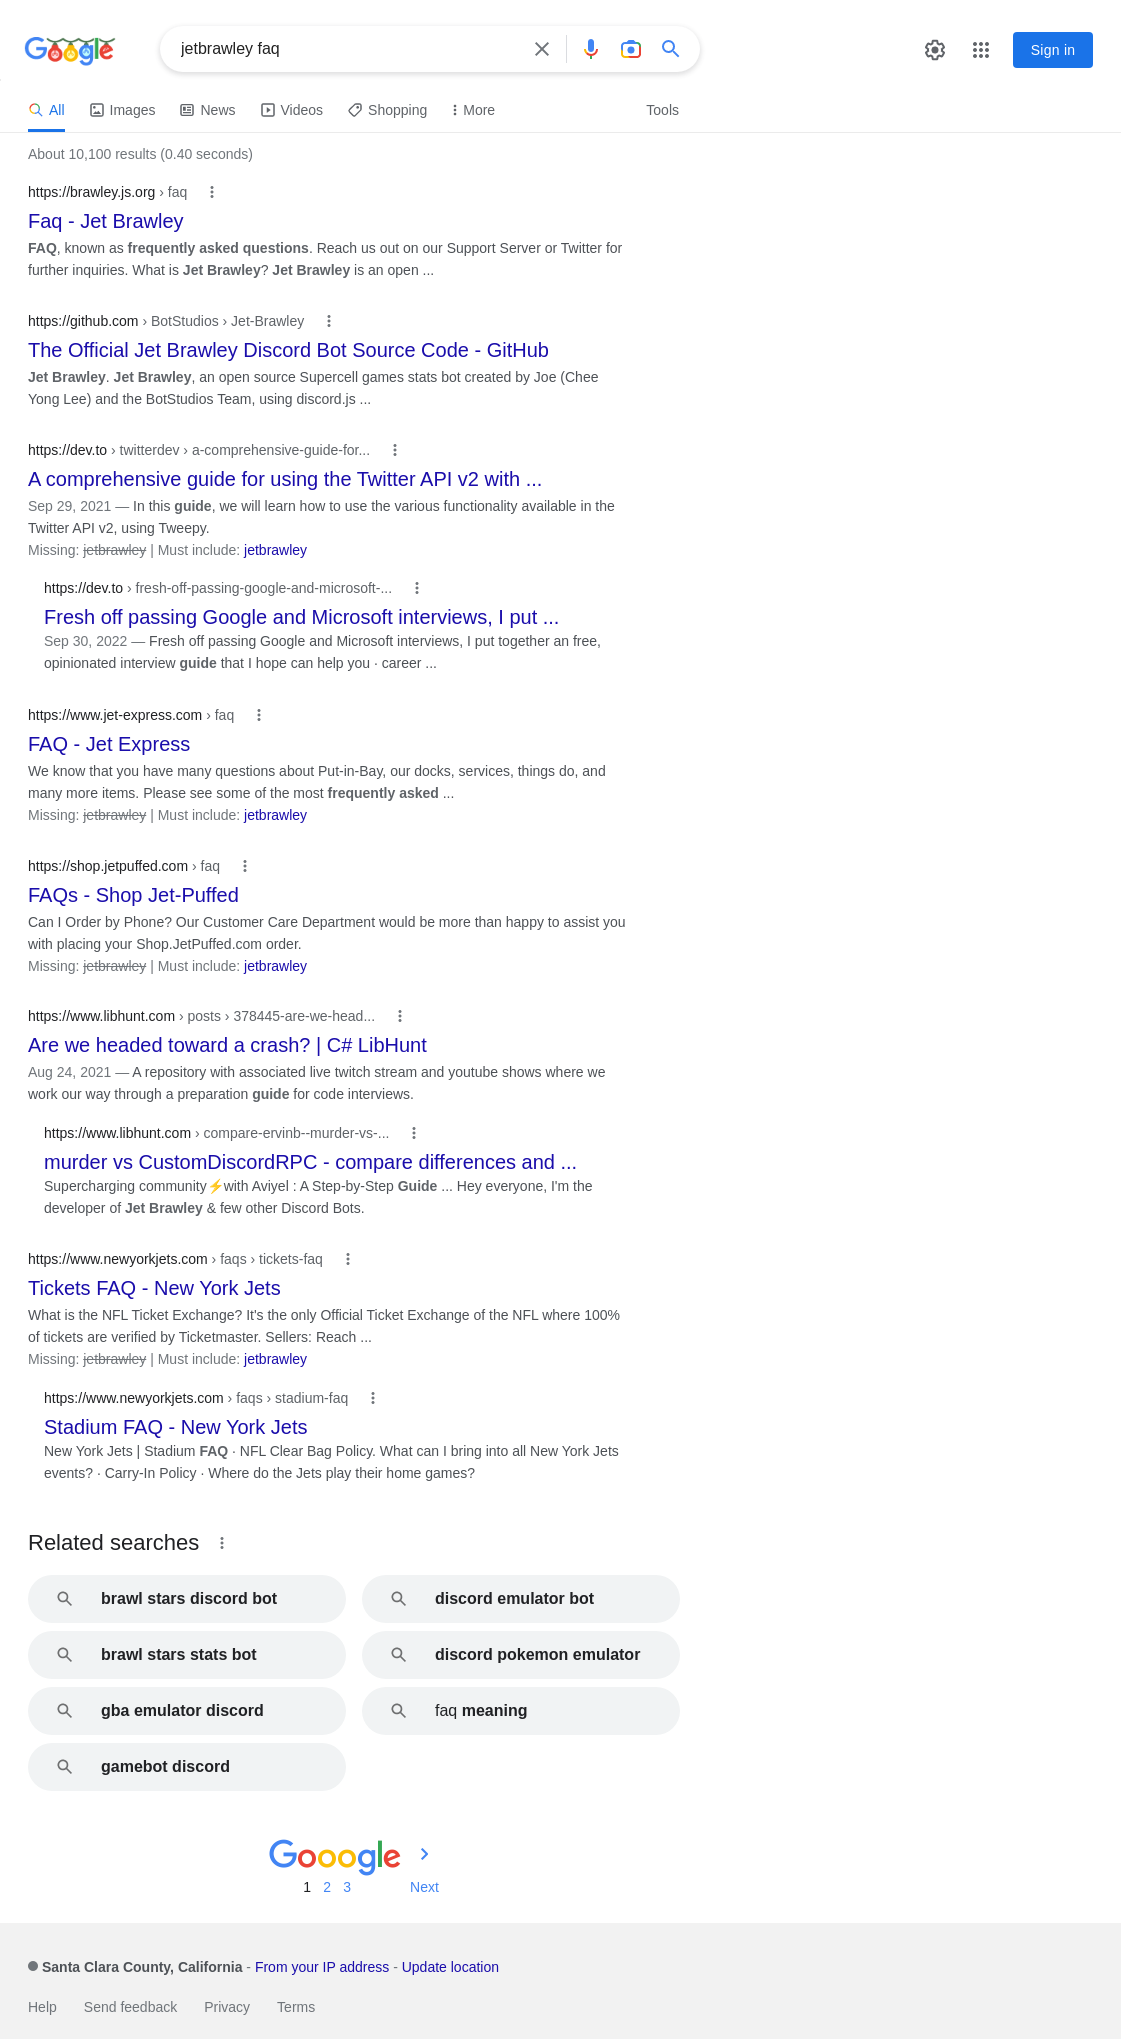 Google
jetbrawley faq
Sign in
All
Images
News
Videos
Shopping
More
Tools
About 10,100 results (0.40 seconds)
https://brawley.js.org › faq
Faq - Jet Brawley
FAQ, known as frequently asked questions. Reach us out on our Support Server or Twitter for
further inquiries. What is Jet Brawley? Jet Brawley is an open ...
https://github.com › BotStudios › Jet-Brawley
The Official Jet Brawley Discord Bot Source Code - GitHub
Jet Brawley. Jet Brawley, an open source Supercell games stats bot created by Joe (Chee
Yong Lee) and the BotStudios Team, using discord.js ...
https://dev.to › twitterdev › a-comprehensive-guide-for...
A comprehensive guide for using the Twitter API v2 with ...
Sep 29, 2021 — In this guide, we will learn how to use the various functionality available in the
Twitter API v2, using Tweepy.
Missing: jetbrawley | Must include: jetbrawley
https://dev.to › fresh-off-passing-google-and-microsoft-...
Fresh off passing Google and Microsoft interviews, I put ...
Sep 30, 2022 — Fresh off passing Google and Microsoft interviews, I put together an free,
opinionated interview guide that I hope can help you · career ...
https://www.jet-express.com › faq
FAQ - Jet Express
We know that you have many questions about Put-in-Bay, our docks, services, things do, and
many more items. Please see some of the most frequently asked ...
Missing: jetbrawley | Must include: jetbrawley
https://shop.jetpuffed.com › faq
FAQs - Shop Jet-Puffed
Can I Order by Phone? Our Customer Care Department would be more than happy to assist you
with placing your Shop.JetPuffed.com order.
Missing: jetbrawley | Must include: jetbrawley
https://www.libhunt.com › posts › 378445-are-we-head...
Are we headed toward a crash? | C# LibHunt
Aug 24, 2021 — A repository with associated live twitch stream and youtube shows where we
work our way through a preparation guide for code interviews.
https://www.libhunt.com › compare-ervinb--murder-vs-...
murder vs CustomDiscordRPC - compare differences and ...
Supercharging community⚡with Aviyel : A Step-by-Step Guide ... Hey everyone, I'm the
developer of Jet Brawley & few other Discord Bots.
https://www.newyorkjets.com › faqs › tickets-faq
Tickets FAQ - New York Jets
What is the NFL Ticket Exchange? It's the only Official Ticket Exchange of the NFL where 100%
of tickets are verified by Ticketmaster. Sellers: Reach ...
Missing: jetbrawley | Must include: jetbrawley
https://www.newyorkjets.com › faqs › stadium-faq
Stadium FAQ - New York Jets
New York Jets | Stadium FAQ · NFL Clear Bag Policy. What can I bring into all New York Jets
events? · Carry-In Policy · Where do the Jets play their home games?
Related searches
brawl stars discord bot
discord emulator bot
brawl stars stats bot
discord pokemon emulator
gba emulator discord
faq meaning
gamebot discord
Gooogle
1 2 3 Next
Santa Clara County, California - From your IP address - Update location
Help Send feedback Privacy Terms